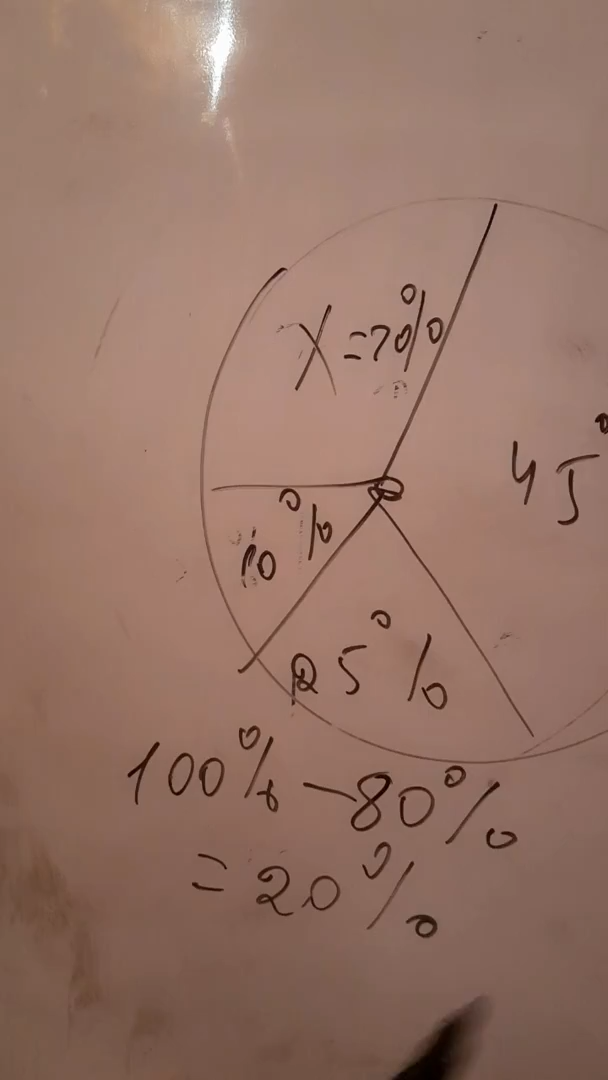 X = 20%
45%
10%
25%
100% - 80%
= 20%